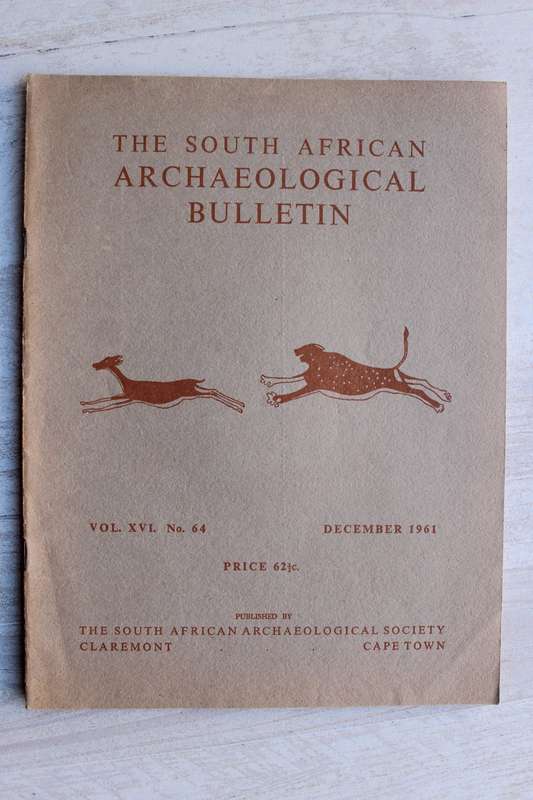 THE SOUTH AFRICAN
ARCHAEOLOGICAL
BULLETIN
VOL. XVI. No. 64 DECEMBER 1961
PRICE 62½c.
PUBLISHED BY
THE SOUTH AFRICAN ARCHAEOLOGICAL SOCIETY
CLAREMONT . . . CAPE TOWN